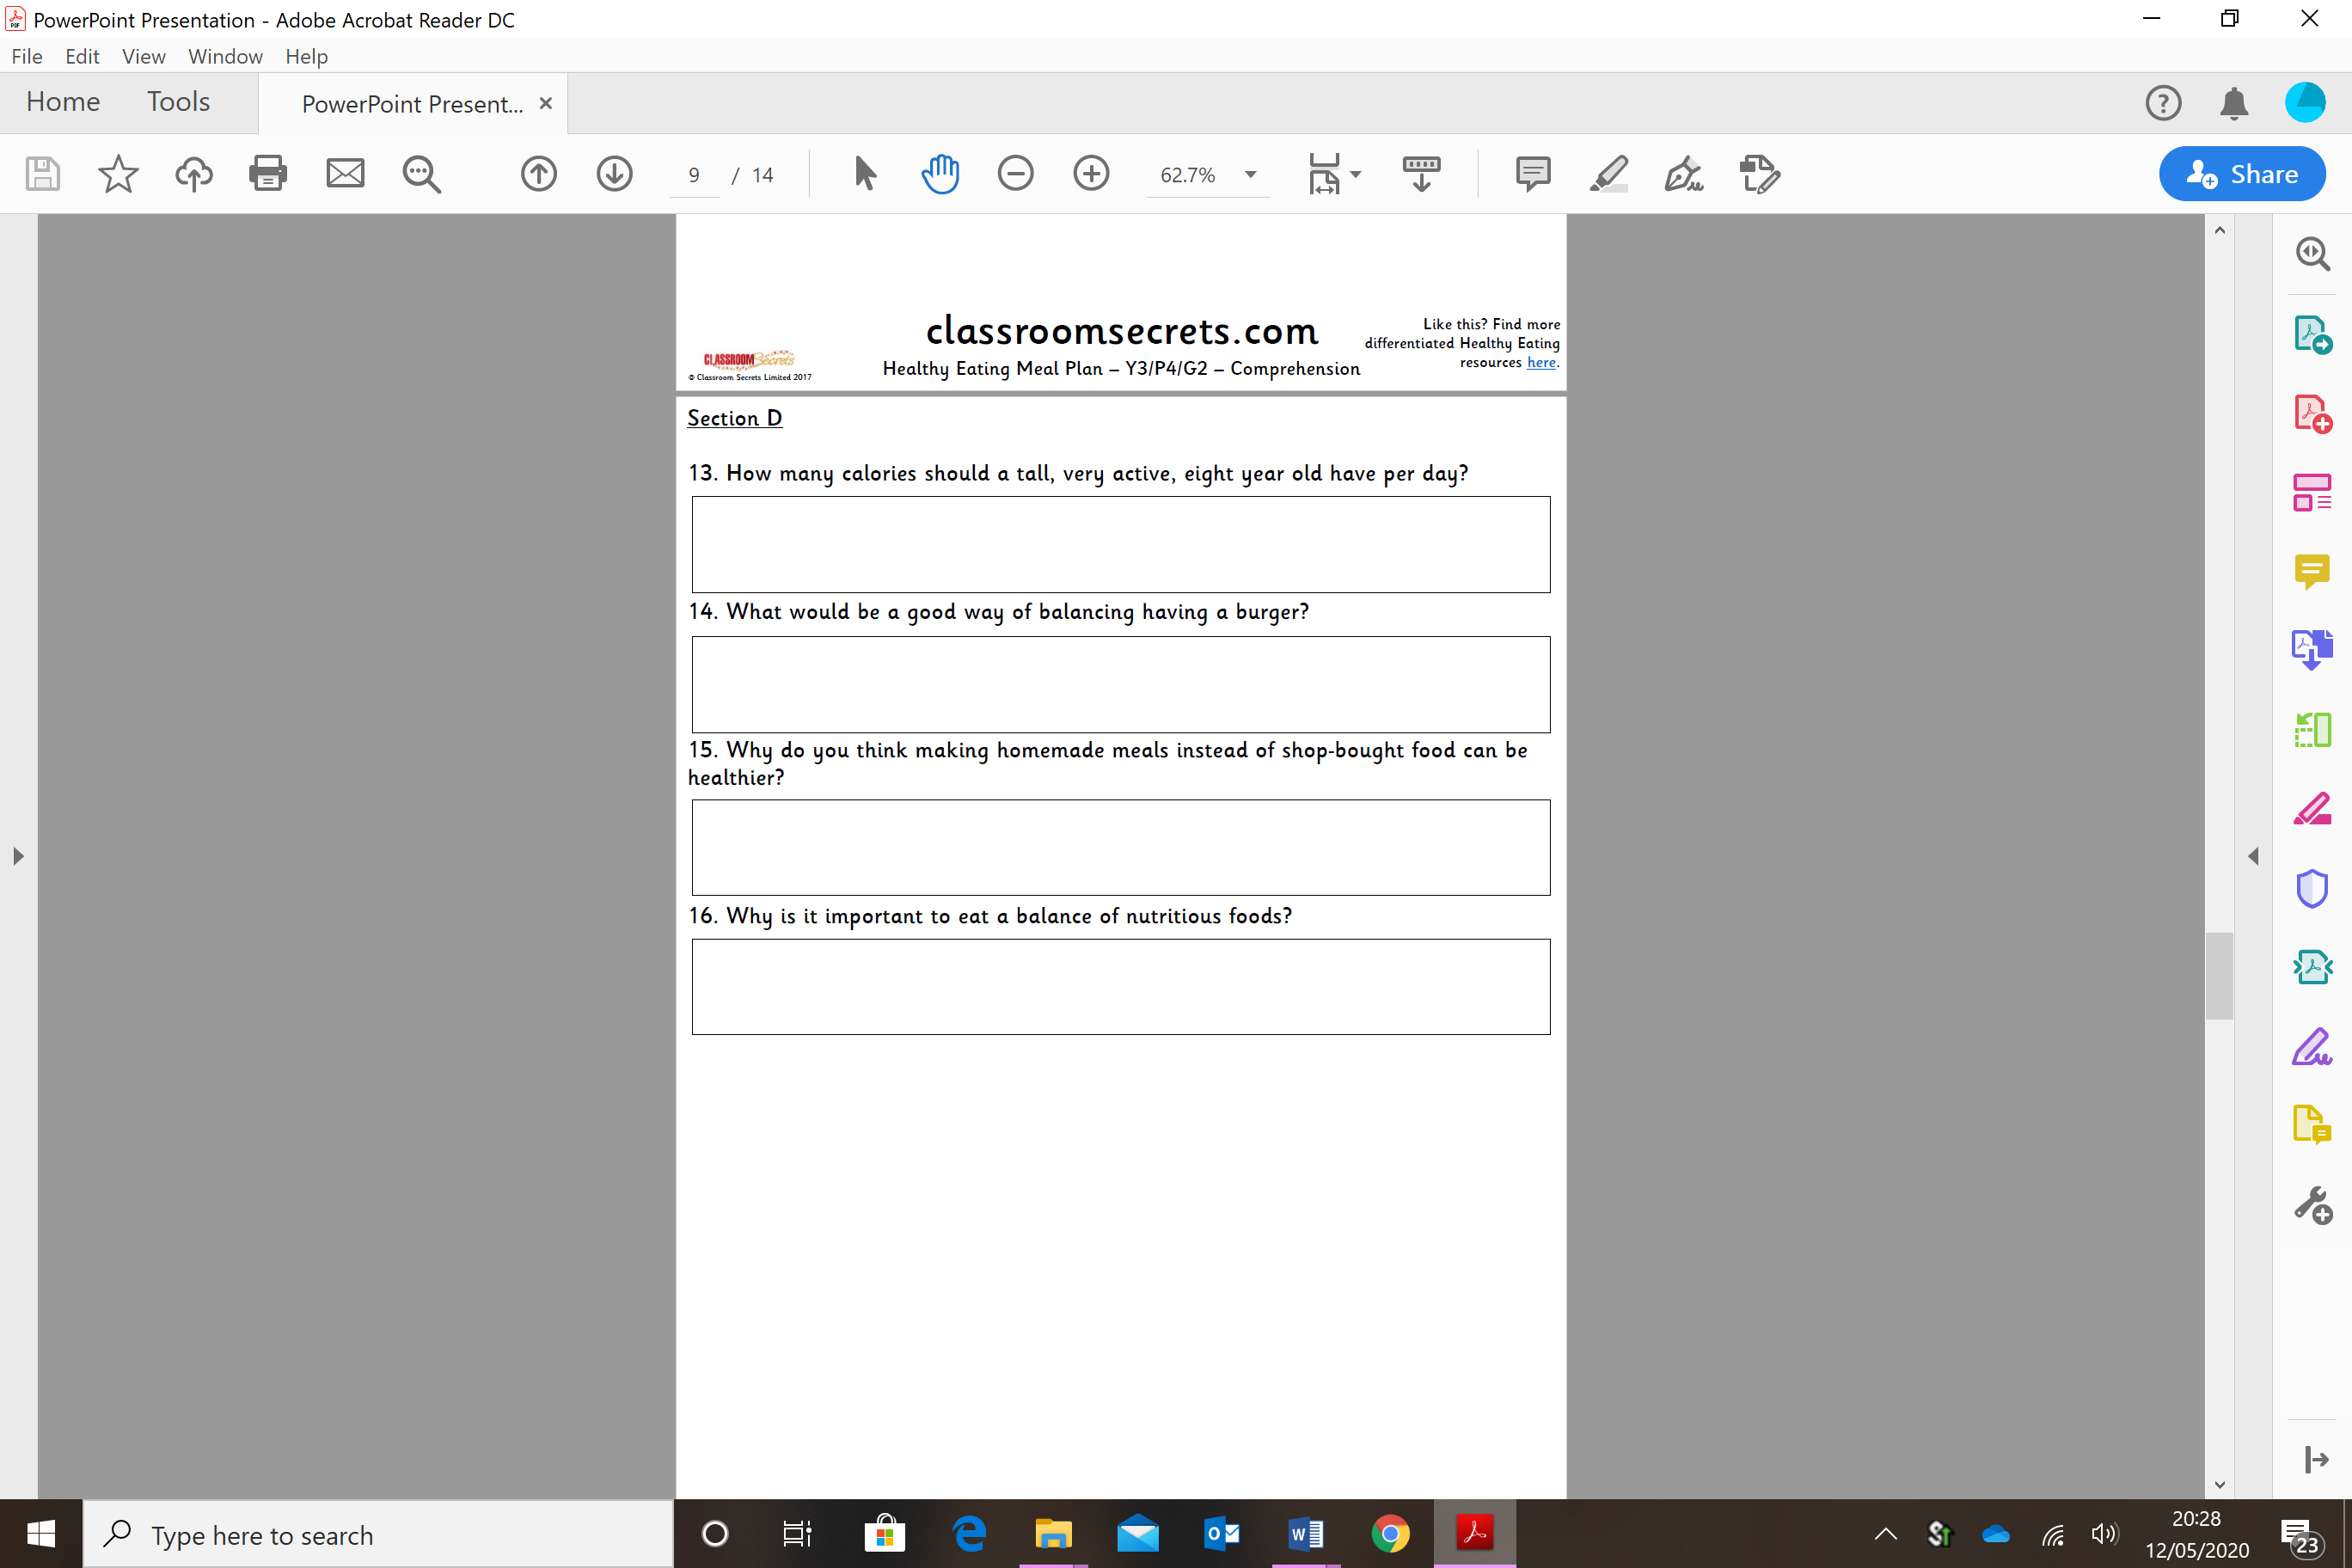 PowerPoint Presentation - Adobe Acrobat Reader DC
File Edit View Window Help
Home Tools PowerPoint Present...
9 / 14 62.7% Share
classroomsecrets.com
Healthy Eating Meal Plan – Y3/P4/G2 – Comprehension
CLASSROOM Secrets
© Classroom Secrets Limited 2017
Like this? Find more
differentiated Healthy Eating
resources here.
Section D
13. How many calories should a tall, very active, eight year old have per day?
14. What would be a good way of balancing having a burger?
15. Why do you think making homemade meals instead of shop-bought food can be
healthier?
16. Why is it important to eat a balance of nutritious foods?
Type here to search
20:28
12/05/2020
23